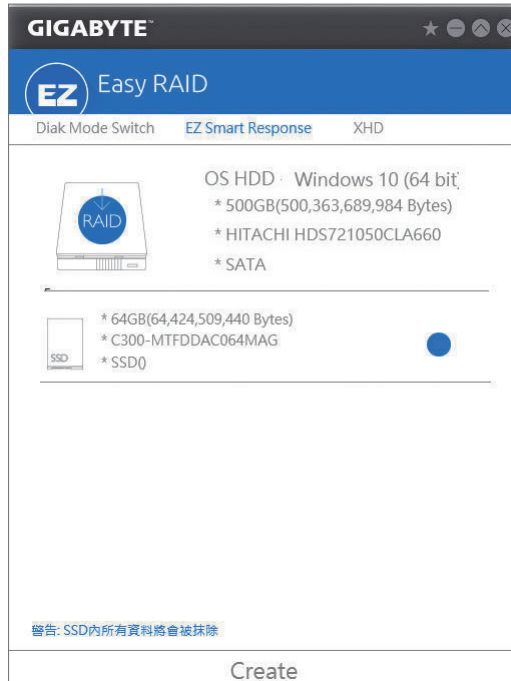 GIGABYTE™
EZ Easy RAID
Diak Mode Switch EZ Smart Response XHD
RAID
OS HDD - Windows 10 (64 bit)
* 500GB(500,363,689,984 Bytes)
* HITACHI HDS721050CLA660
* SATA
SSD
* 64GB(64,424,509,440 Bytes)
* C300-MTFDDAC064MAG
* SSD()
警告: SSD內所有資料將會被抹除
Create